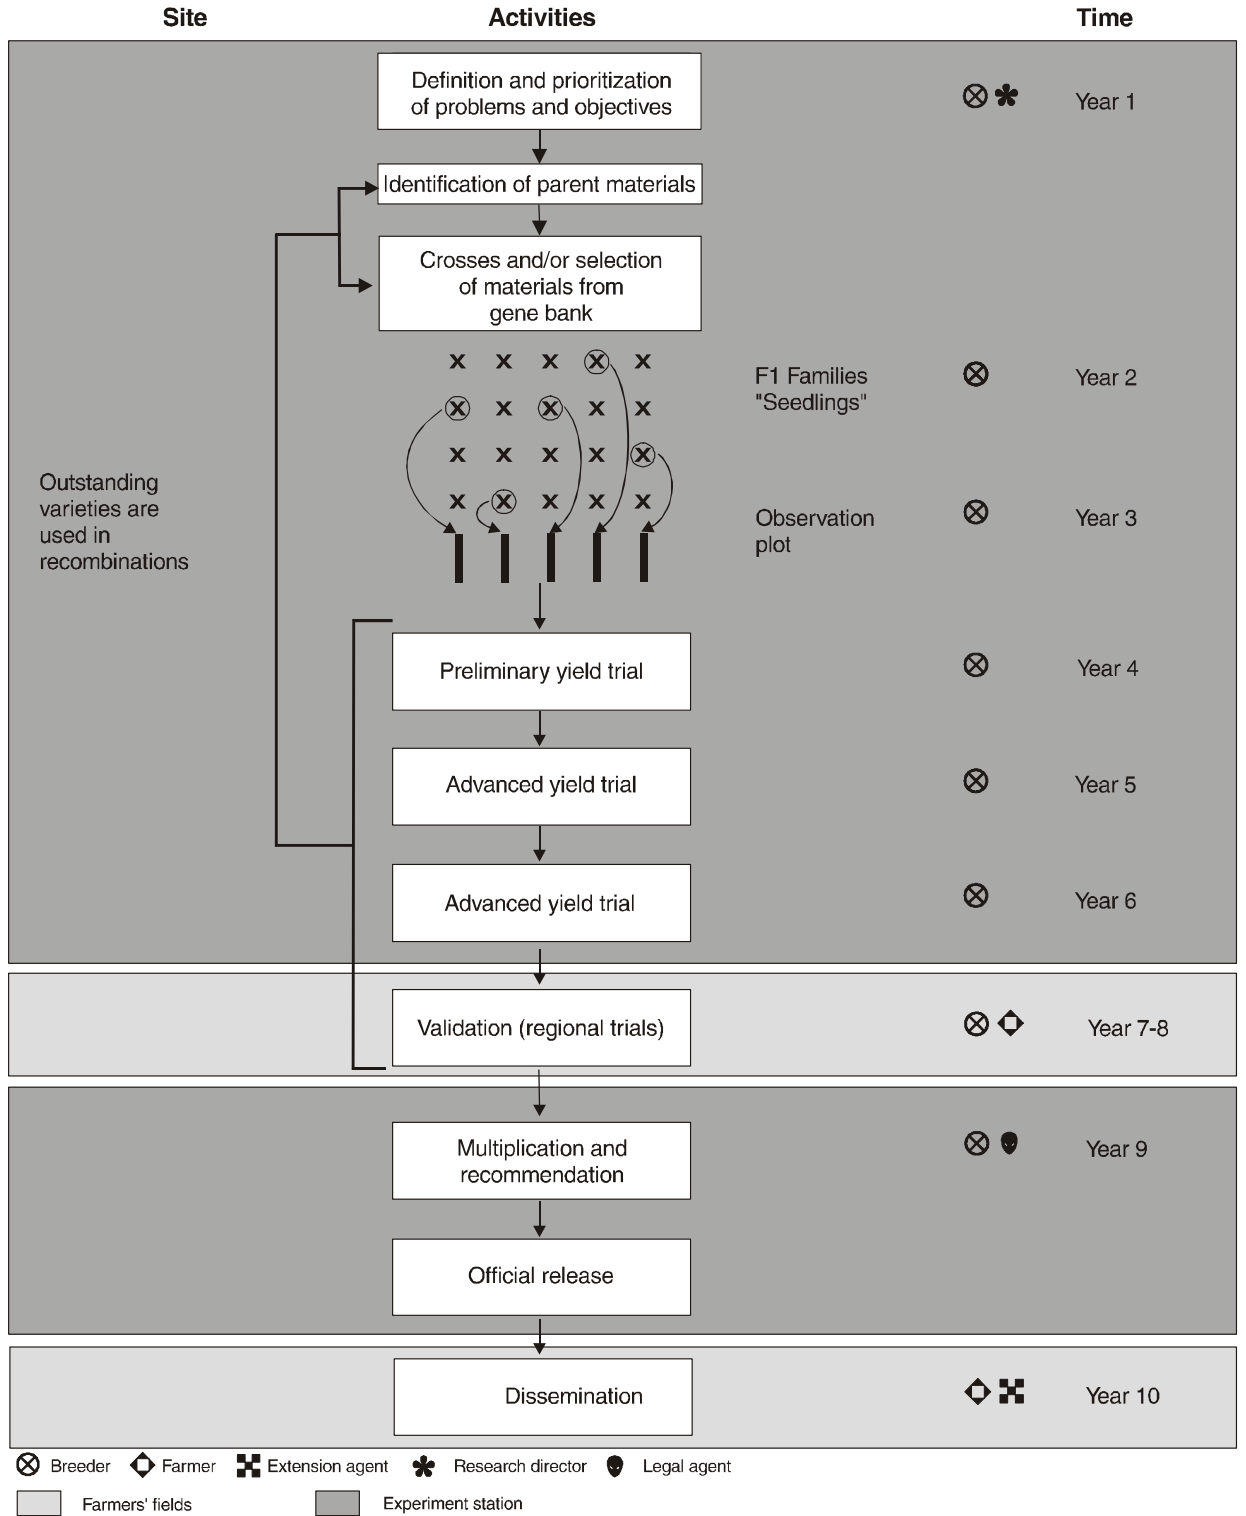 Site Activities Time
Definition and prioritization
of problems and objectives
Year 1
Identification of parent materials
Crosses and/or selection
of materials from
gene bank
x x x x x
F1 Families
"Seedlings"
Year 2
x x x x x
x x x x x
Outstanding
varieties are
used in
recombinations
x x x x x
Observation
plot
Year 3
Preliminary yield trial
Year 4
Advanced yield trial
Year 5
Advanced yield trial
Year 6
Validation (regional trials)
Year 7-8
Multiplication and
recommendation
Year 9
Official release
Dissemination
Year 10
Breeder Farmer Extension agent Research director Legal agent
Farmers' fields Experiment station